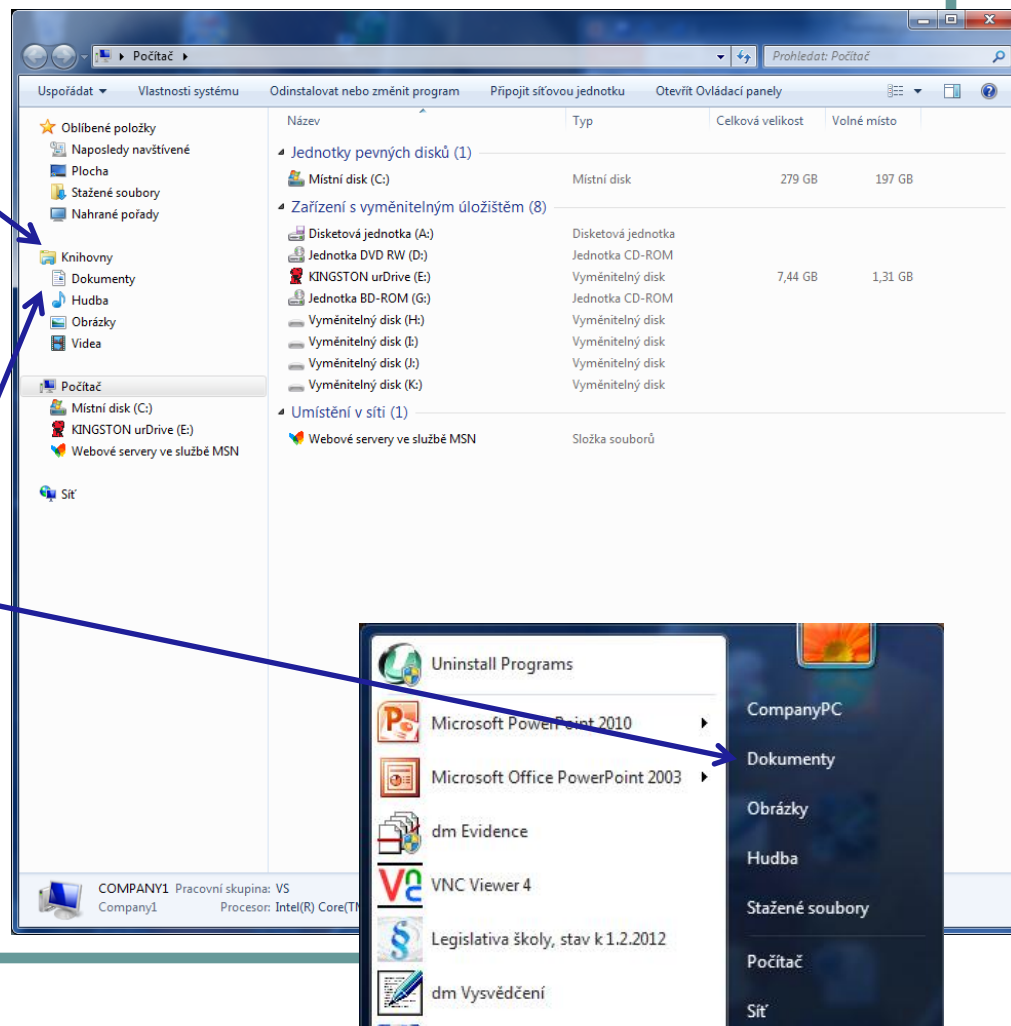 Počítač
Prohledat: Počítač
Uspořádat Vlastnosti systému Odinstalovat nebo změnit program Připojit síťovou jednotku Otevřít Ovládací panely
Oblíbené položky
Naposledy navštívené
Plocha
Stažené soubory
Nahrané pořady
Knihovny
Dokumenty
Hudba
Obrázky
Videa
Počítač
Místní disk (C:)
KINGSTON urDrive (E:)
Webové servery ve službě MSN
Síť
Název Typ Celková velikost Volné místo
Jednotky pevných disků (1)
Místní disk (C:) Místní disk 279 GB 197 GB
Zařízení s vyměnitelným úložištěm (8)
Disketová jednotka (A:) Disketová jednotka
Jednotka DVD RW (D:) Jednotka CD-ROM
KINGSTON urDrive (E:) Vyměnitelný disk 7,44 GB 1,31 GB
Jednotka BD-ROM (G:) Jednotka CD-ROM
Vyměnitelný disk (H:) Vyměnitelný disk
Vyměnitelný disk (I:) Vyměnitelný disk
Vyměnitelný disk (J:) Vyměnitelný disk
Vyměnitelný disk (K:) Vyměnitelný disk
Umístění v síti (1)
Webové servery ve službě MSN Složka souborů
COMPANY1 Pracovní skupina: VS
Company1 Procesor: Intel(R) Core(TM
Uninstall Programs
Microsoft PowerPoint 2010
Microsoft Office PowerPoint 2003
dm Evidence
VNC Viewer 4
Legislativa školy, stav k 1.2.2012
dm Vysvědčení
CompanyPC
Dokumenty
Obrázky
Hudba
Stažené soubory
Počítač
Síť